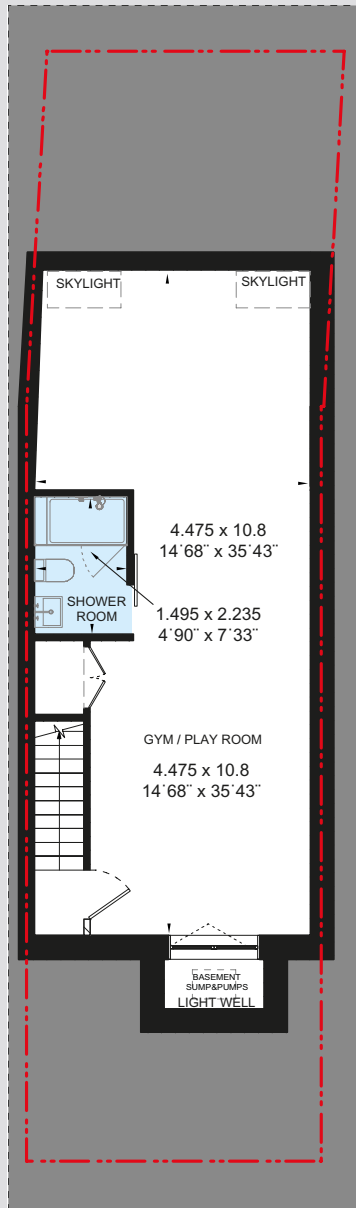 SKYLIGHT
SKYLIGHT
4.475 x 10.8
14'68" x 35'43"
1.495 x 2.235
4'90" x 7'33"
SHOWER
ROOM
GYM / PLAY ROOM
4.475 x 10.8
14'68" x 35'43"
BASEMENT
SUMP&PUMPS
LIGHT WELL